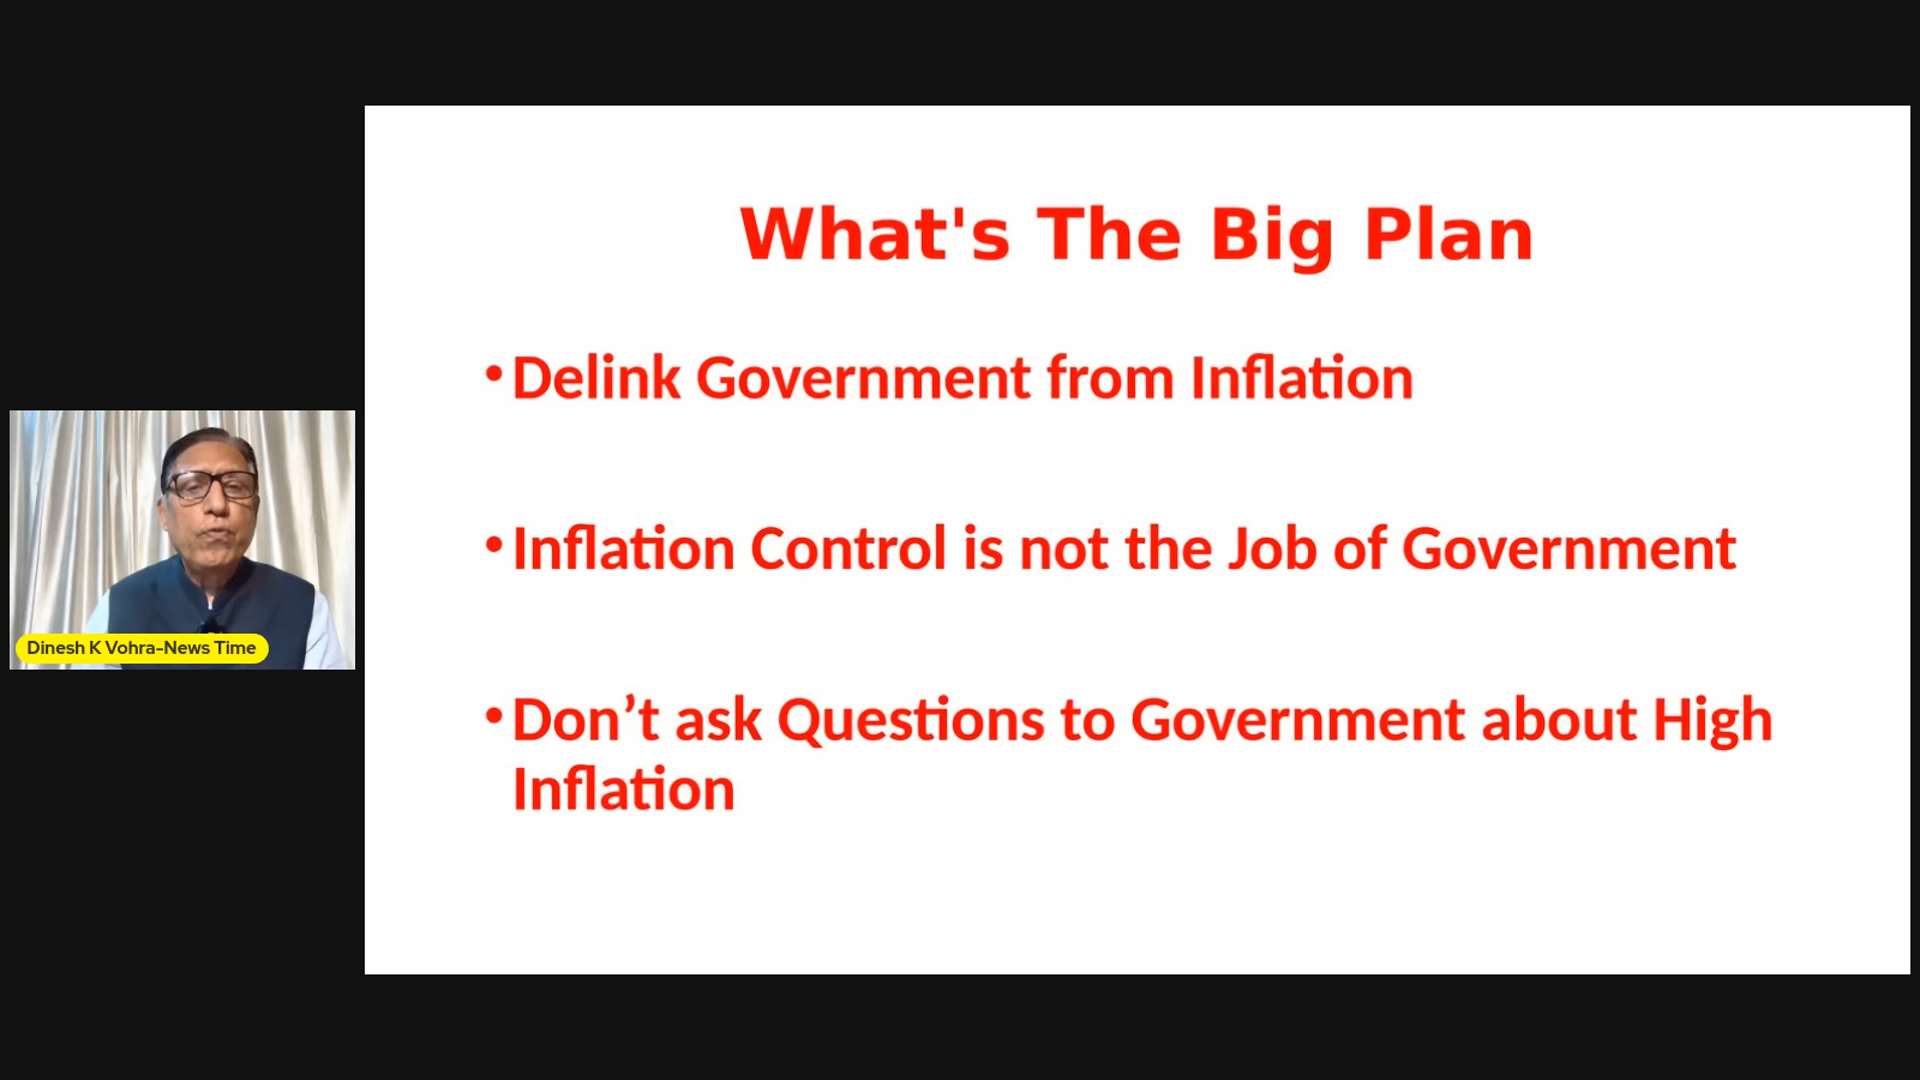 What's The Big Plan
• Delink Government from Inflation
• Inflation Control is not the Job of Government
• Don’t ask Questions to Government about High
Inflation
Dinesh K Vohra-News Time